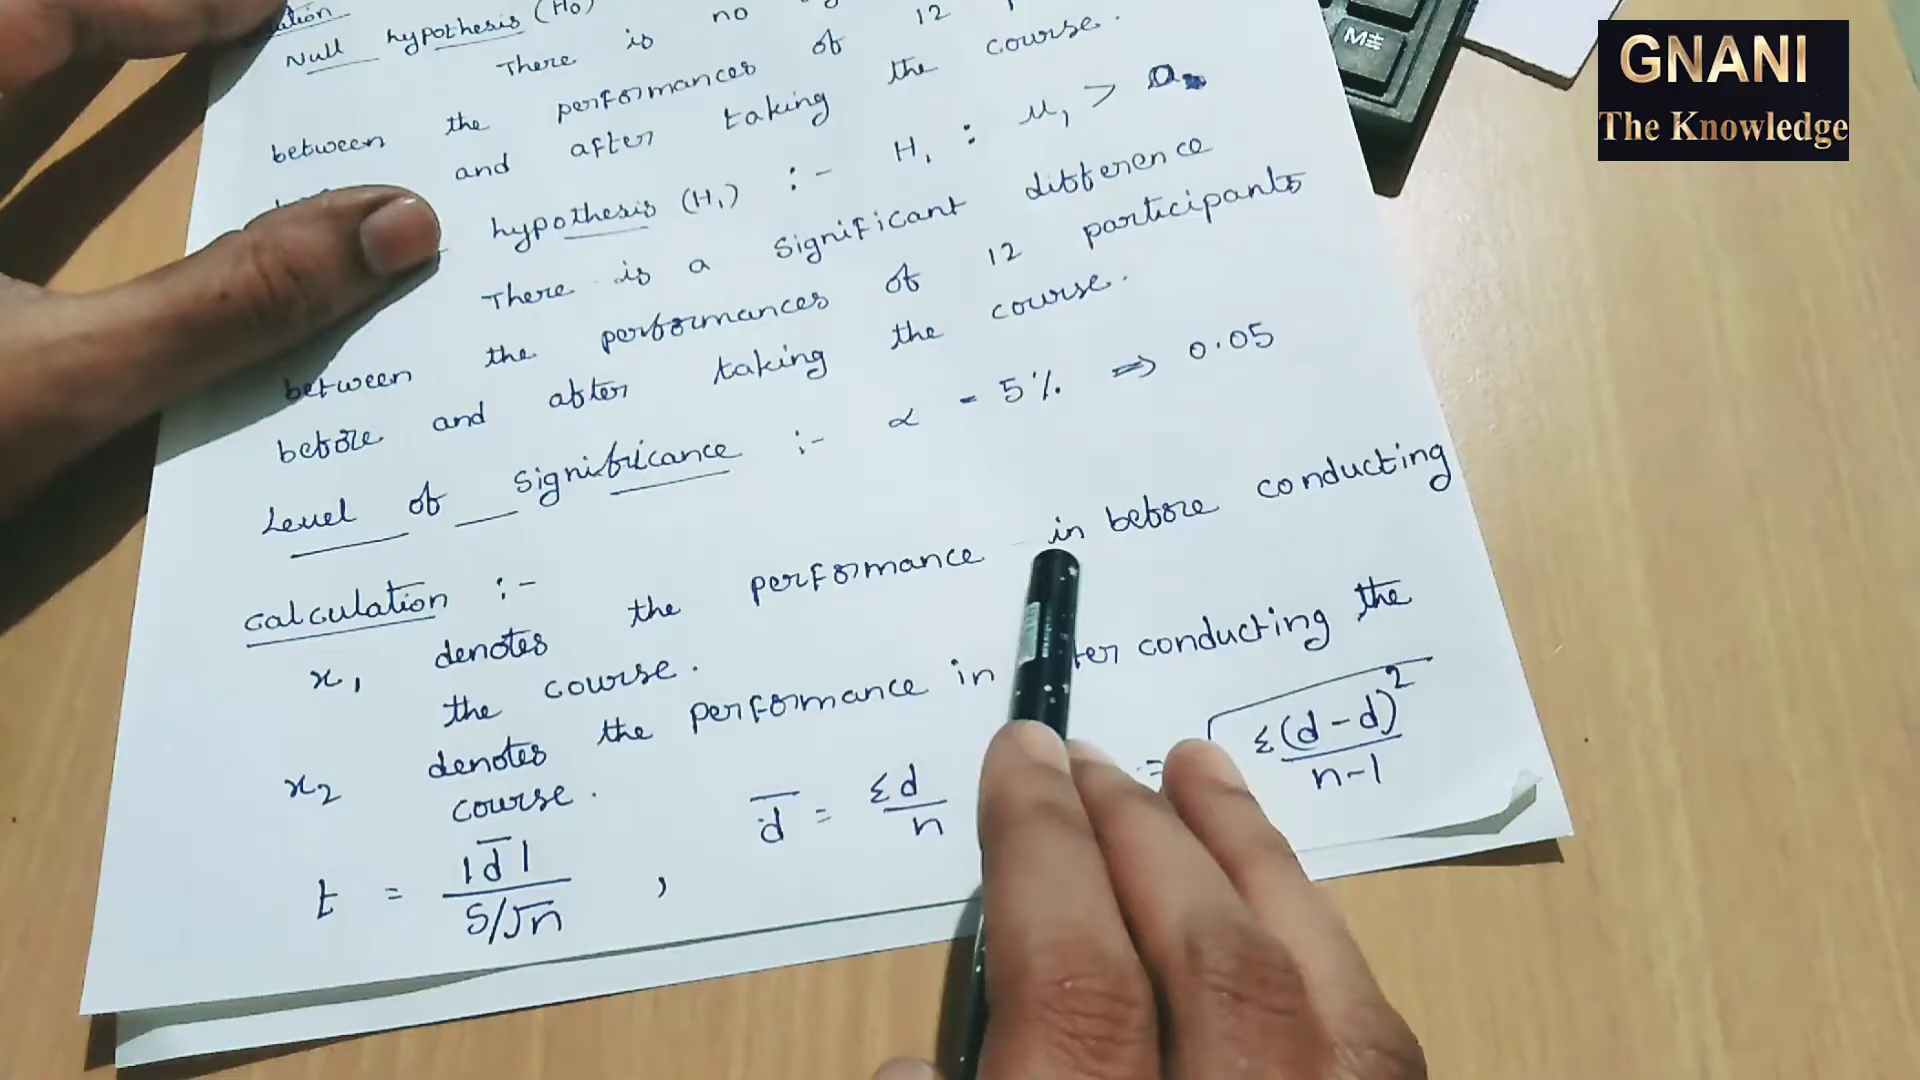 Null hypothesis (H0)
There is no
between the performances of 12
and after taking the course.
hypothesis (H1) :- H1 : μ1 >
There is a significant difference
between the performances of 12 participants
before and after taking the course.
Level of significance :- α = 5% ⇒ 0.05
calculation :-
x1 denotes the performance in before conducting
the course.
x2 denotes the performance in conducting the
course.
t = |d̅| / S/√n , d̅ = Σd / n = √Σ(d-d)² / n-1
M
GNANI
The Knowledge